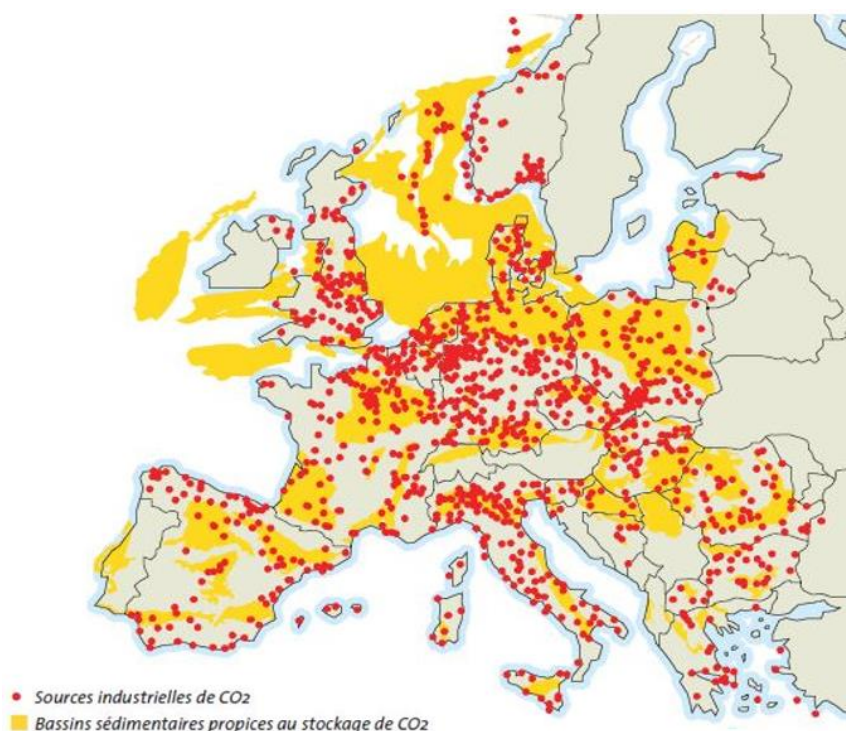 Sources industrielles de CO2
Bassins sédimentaires propices au stockage de CO2